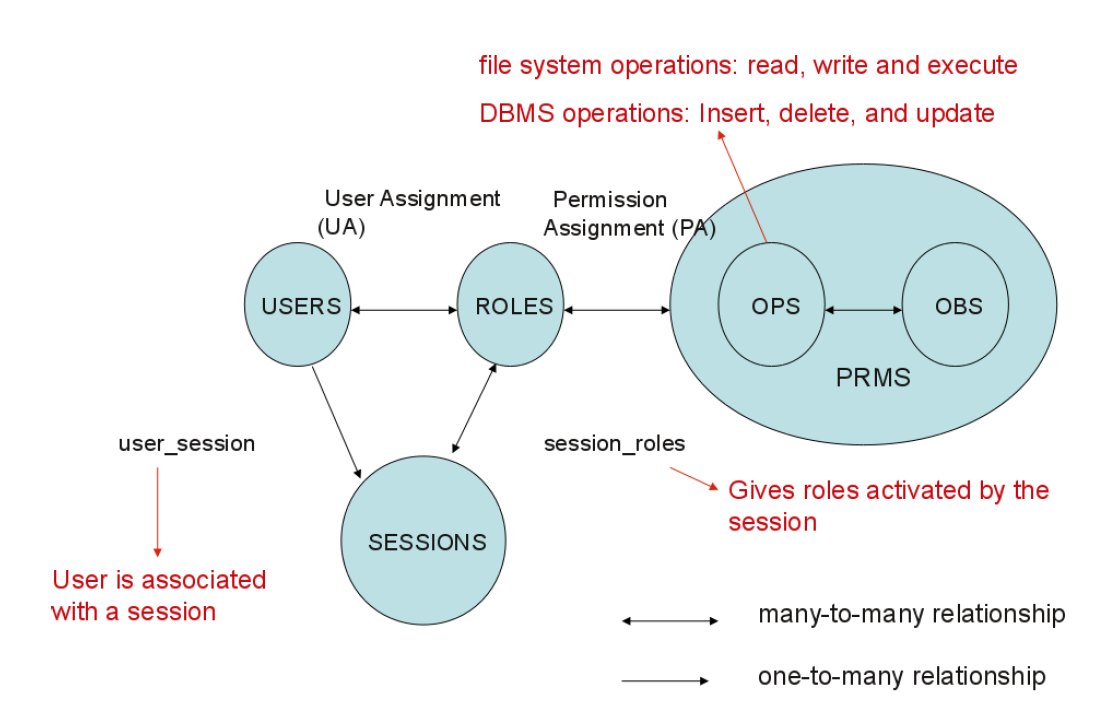 file system operations: read, write and execute
DBMS operations: Insert, delete, and update
User Assignment
(UA)
Permission
Assignment (PA)
USERS
ROLES
OPS
OBS
PRMS
user_session
session_roles
Gives roles activated by the
session
SESSIONS
User is associated
with a session
many-to-many relationship
one-to-many relationship